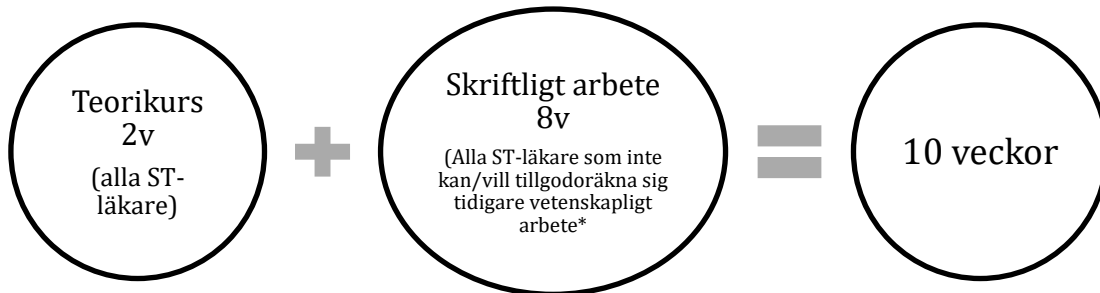 Teorikurs
2v
(alla ST-
läkare)
Skriftligt arbete
8v
(Alla ST-läkare som inte
kan/vill tillgodoräkna sig
tidigare vetenskapligt
arbete*
10 veckor